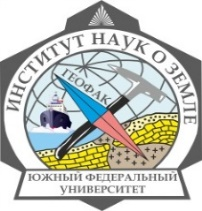 ИНСТИТУТ НАУК О ЗЕМЛЕ
ГЕОФАК
ЮЖНЫЙ ФЕДЕРАЛЬНЫЙ
УНИВЕРСИТЕТ